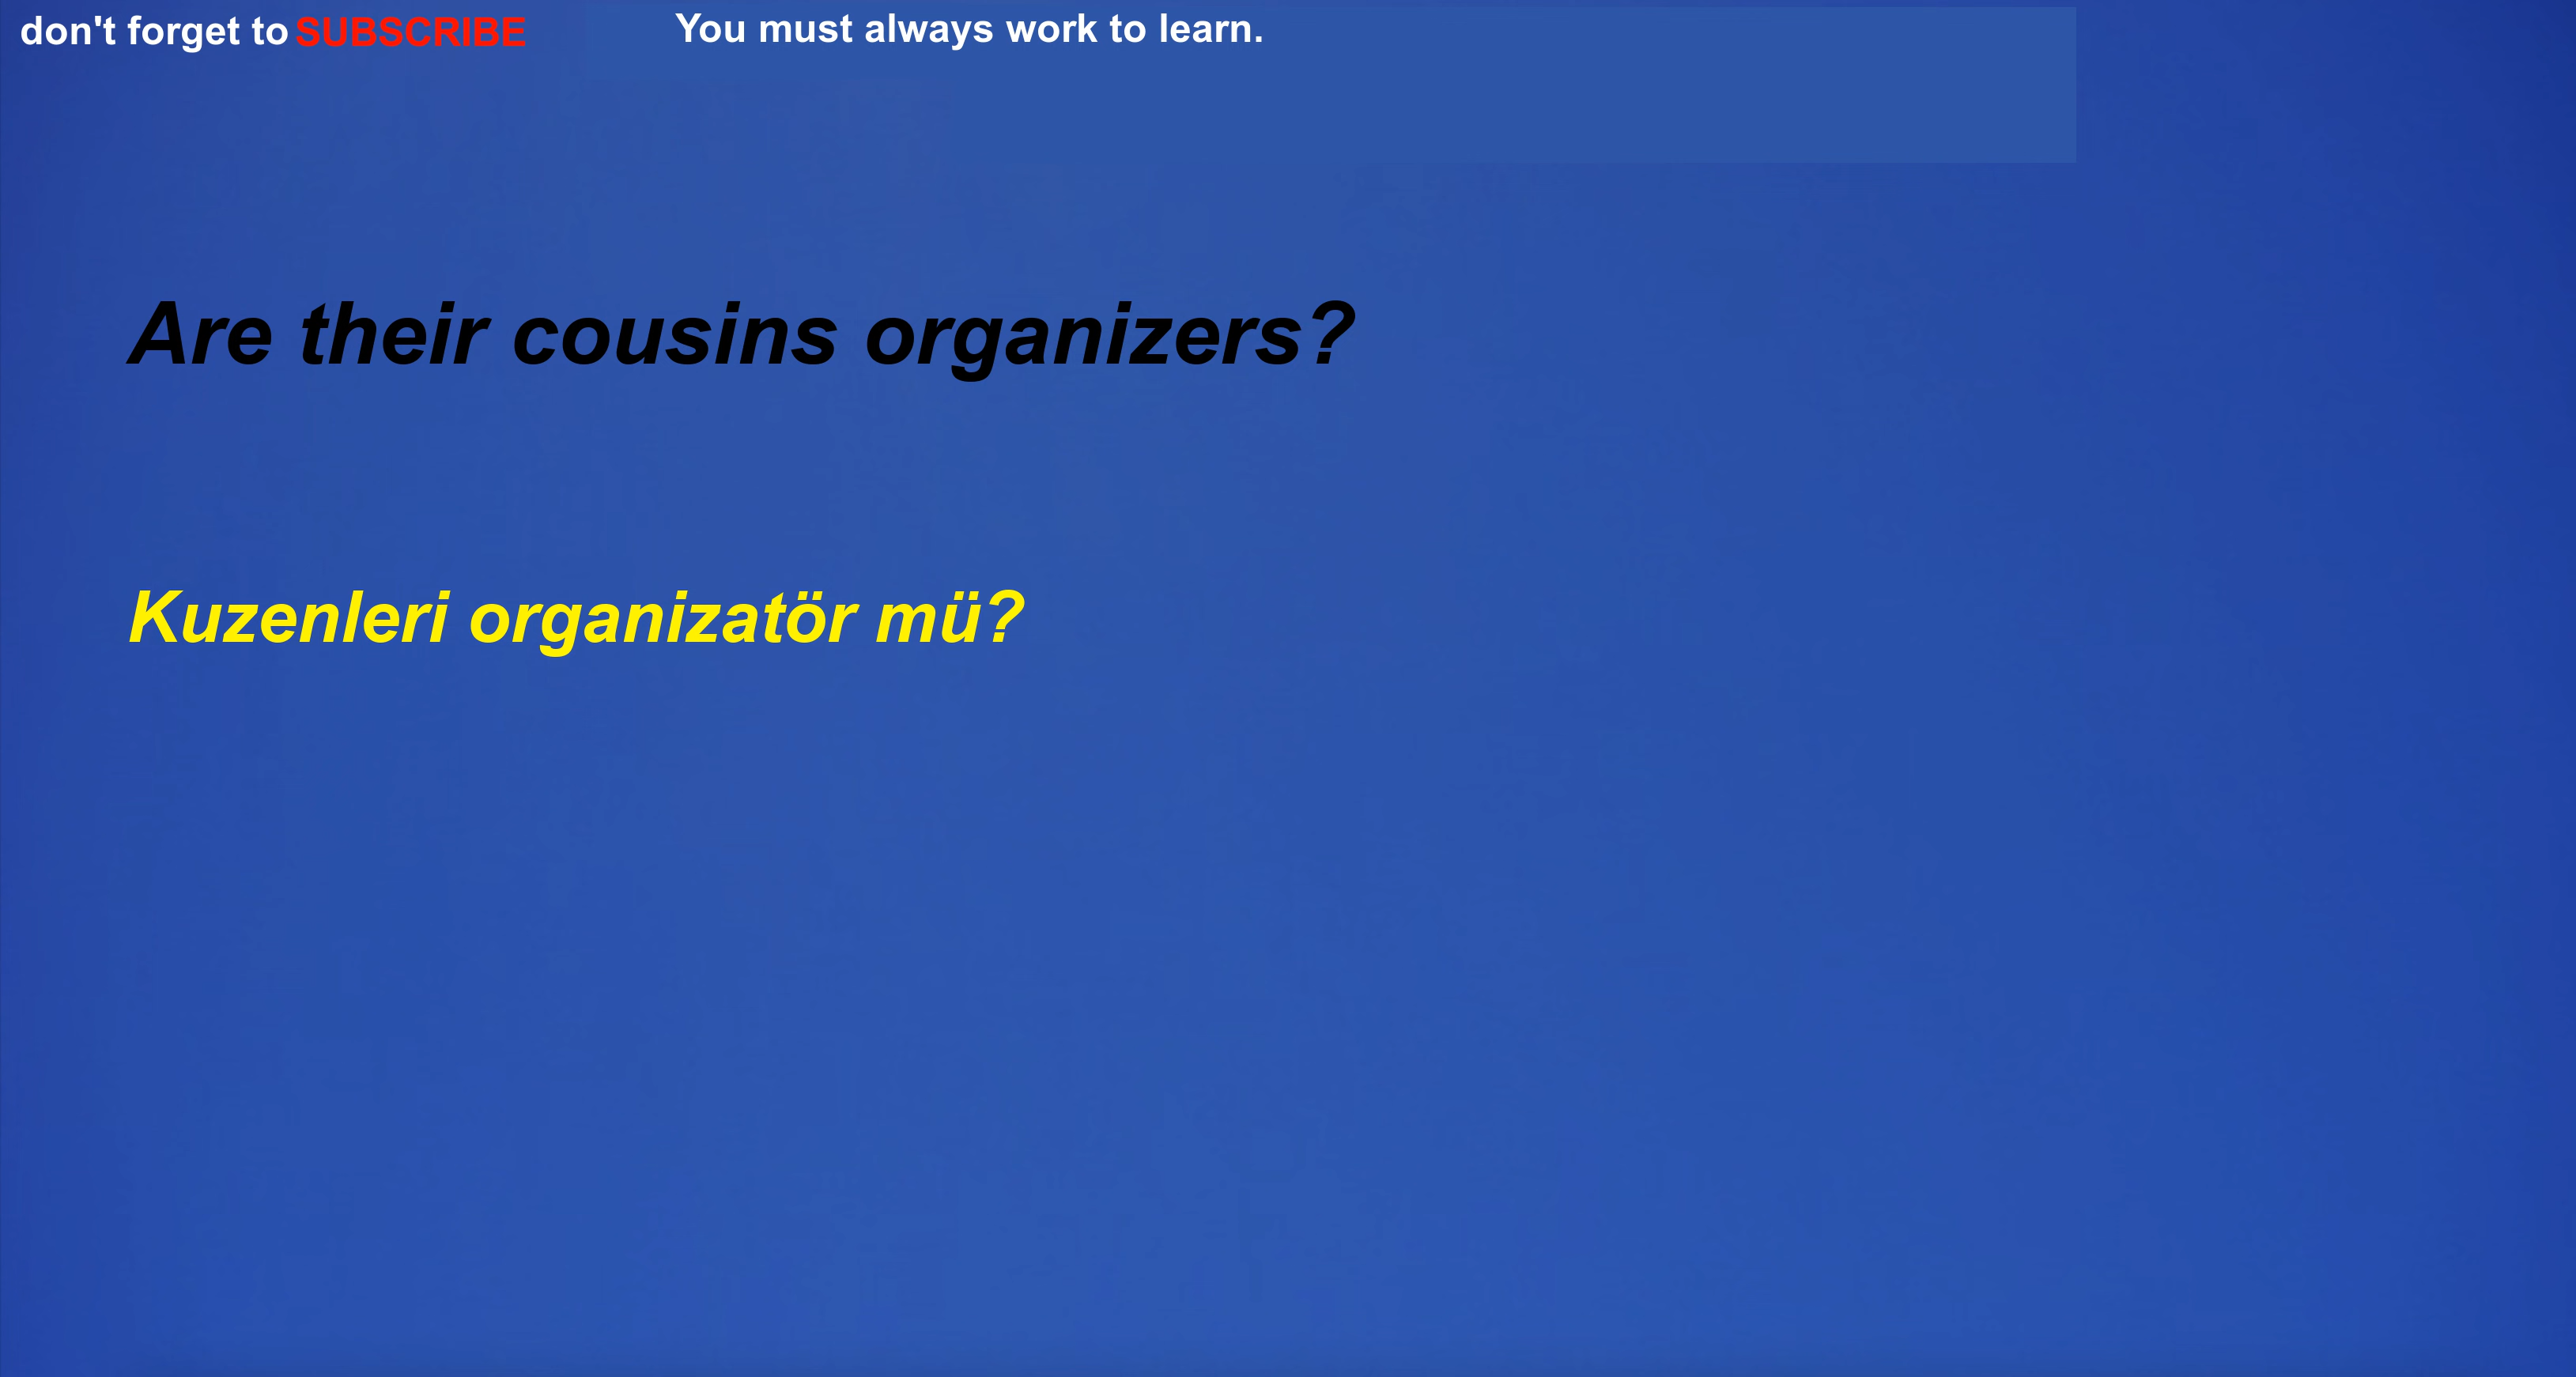 don't forget to SUBSCRIBE
You must always work to learn.
Are their cousins organizers?
Kuzenleri organizatör mü?